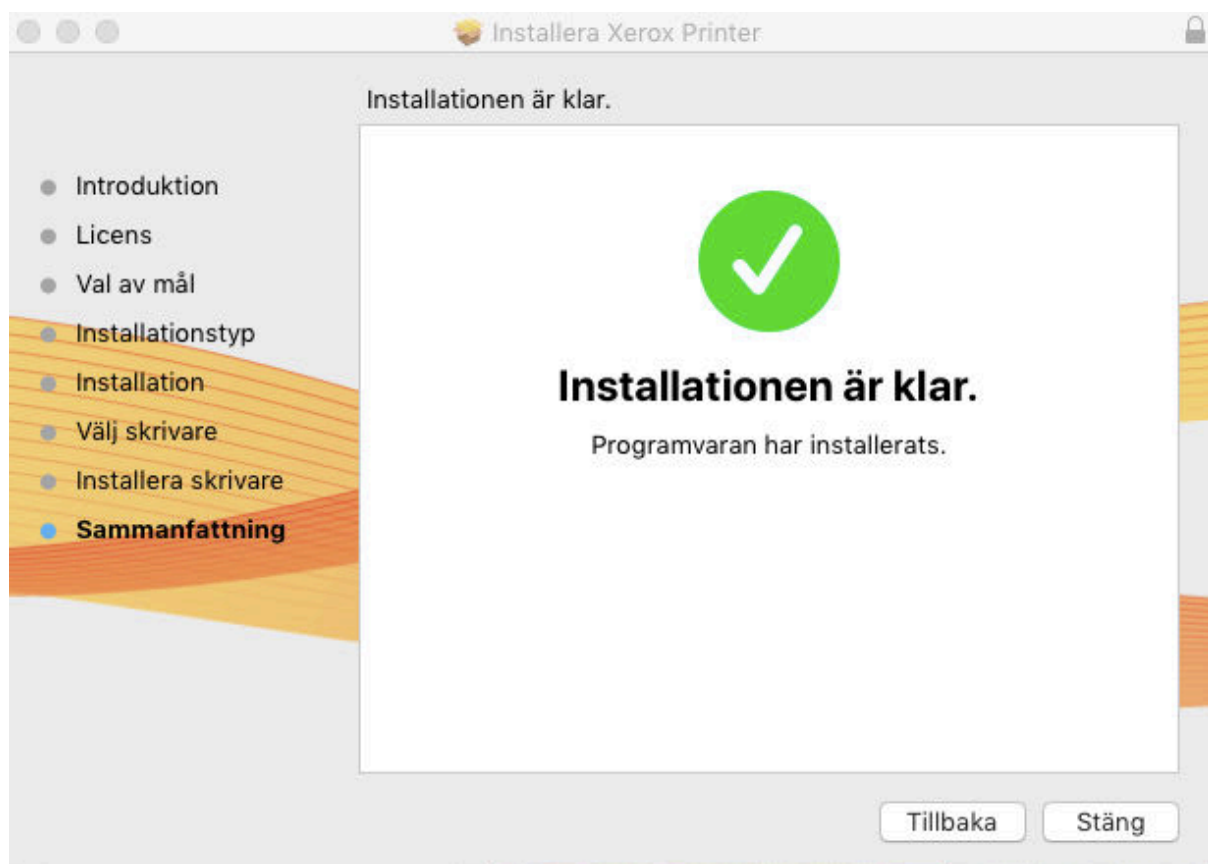 Installera Xerox Printer
Installationen är klar.
Introduktion
Licens
Val av mål
Installationstyp
Installation
Välj skrivare
Installera skrivare
Sammanfattning
Installationen är klar.
Programvaran har installerats.
Tillbaka
Stäng